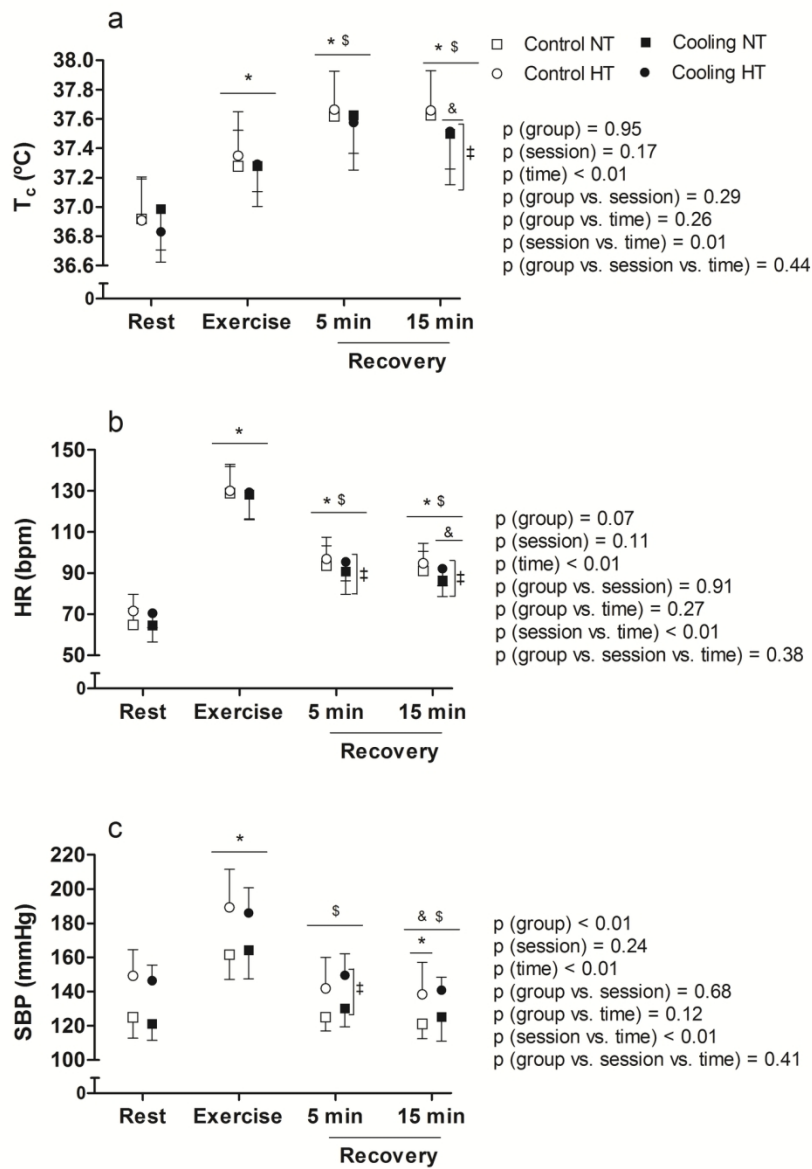 a
* $
* $
*
&
‡
□ Control NT ■ Cooling NT
○ Control HT ● Cooling HT
38.0
37.8
37.6
37.4
37.2
37.0
36.8
36.6
0
Tc (ºC)
p (group) = 0.95
p (session) = 0.17
p (time) < 0.01
p (group vs. session) = 0.29
p (group vs. time) = 0.26
p (session vs. time) = 0.01
p (group vs. session vs. time) = 0.44
Rest Exercise 5 min 15 min
Recovery
b
*
* $
* $
&
‡
‡
150
130
110
90
70
50
0
HR (bpm)
p (group) = 0.07
p (session) = 0.11
p (time) < 0.01
p (group vs. session) = 0.91
p (group vs. time) = 0.27
p (session vs. time) < 0.01
p (group vs. session vs. time) = 0.38
Rest Exercise 5 min 15 min
Recovery
c
*
$
& $
*
‡
220
200
180
160
140
120
100
0
SBP (mmHg)
p (group) < 0.01
p (session) = 0.24
p (time) < 0.01
p (group vs. session) = 0.68
p (group vs. time) = 0.12
p (session vs. time) < 0.01
p (group vs. session vs. time) = 0.41
Rest Exercise 5 min 15 min
Recovery